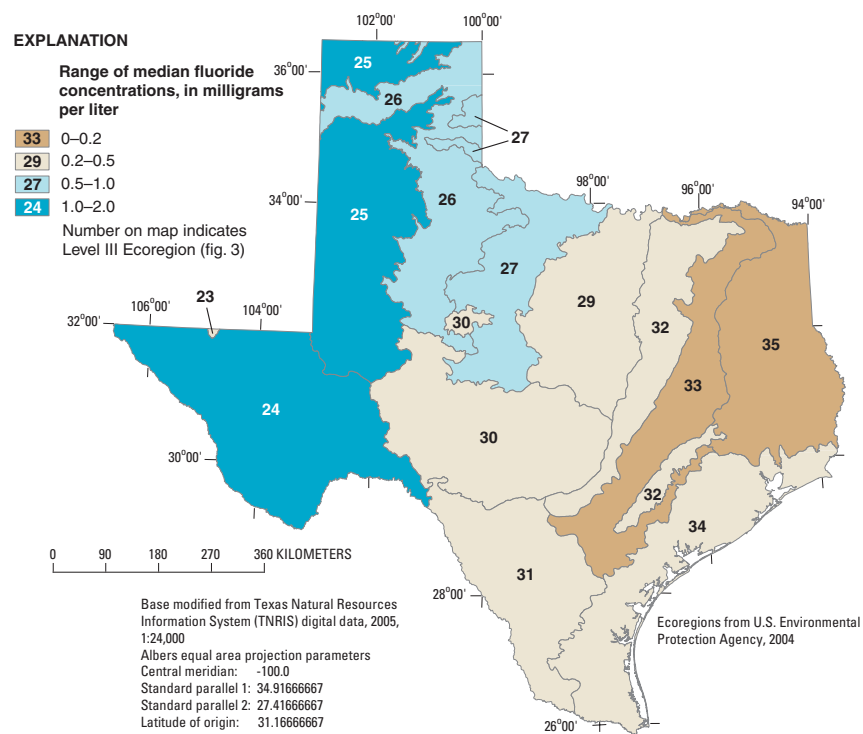 EXPLANATION
Range of median fluoride
concentrations, in milligrams
per liter
33 0–0.2
29 0.2–0.5
27 0.5–1.0
24 1.0–2.0
Number on map indicates
Level III Ecoregion (fig. 3)
102°00'
100°00'
36°00'
25
26
27
34°00'
25
26
98°00'
96°00'
94°00'
27
23
106°00'
104°00'
32°00'
30
29
32
35
33
24
30
30°00'
32
34
31
28°00'
26°00'
0 90 180 270 360 KILOMETERS
Base modified from Texas Natural Resources
Information System (TNRIS) digital data, 2005,
1:24,000
Albers equal area projection parameters
Central meridian: -100.0
Standard parallel 1: 34.91666667
Standard parallel 2: 27.41666667
Latitude of origin: 31.16666667
Ecoregions from U.S. Environmental
Protection Agency, 2004